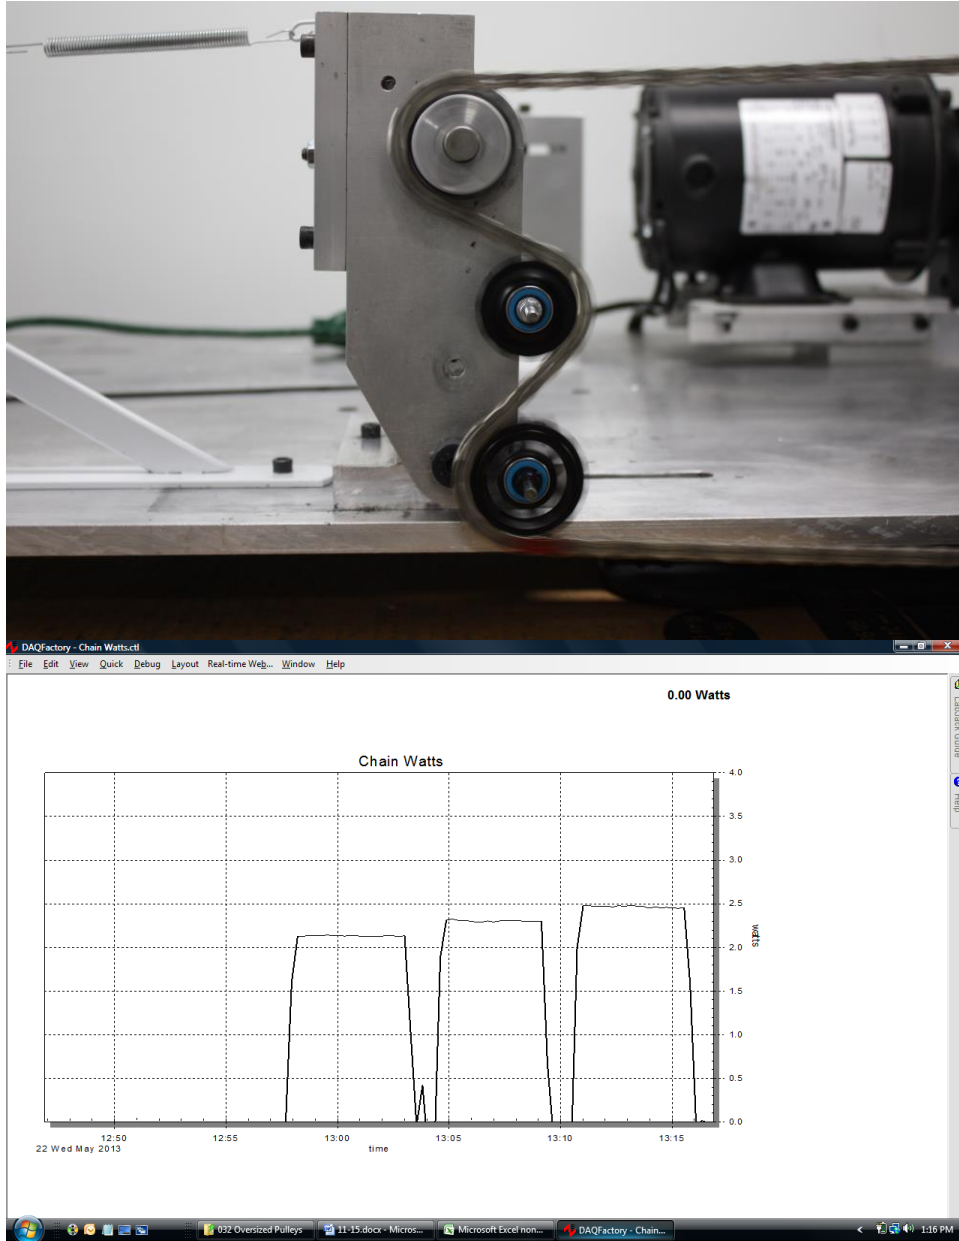 DAQFactory - Chain Watts.ctl
File Edit View Quick Debug Layout Real-time Web... Window Help
0.00 Watts
LabJack Guide
Help
Chain Watts
4.0
3.5
3.0
2.5
2.0
1.5
1.0
0.5
0.0
watts
12:50 12:55 13:00 13:05 13:10 13:15
22 Wed May 2013
time
032 Oversized Pulleys 11-15.docx - Micros... Microsoft Excel non... DAQFactory - Chain... 1:16 PM